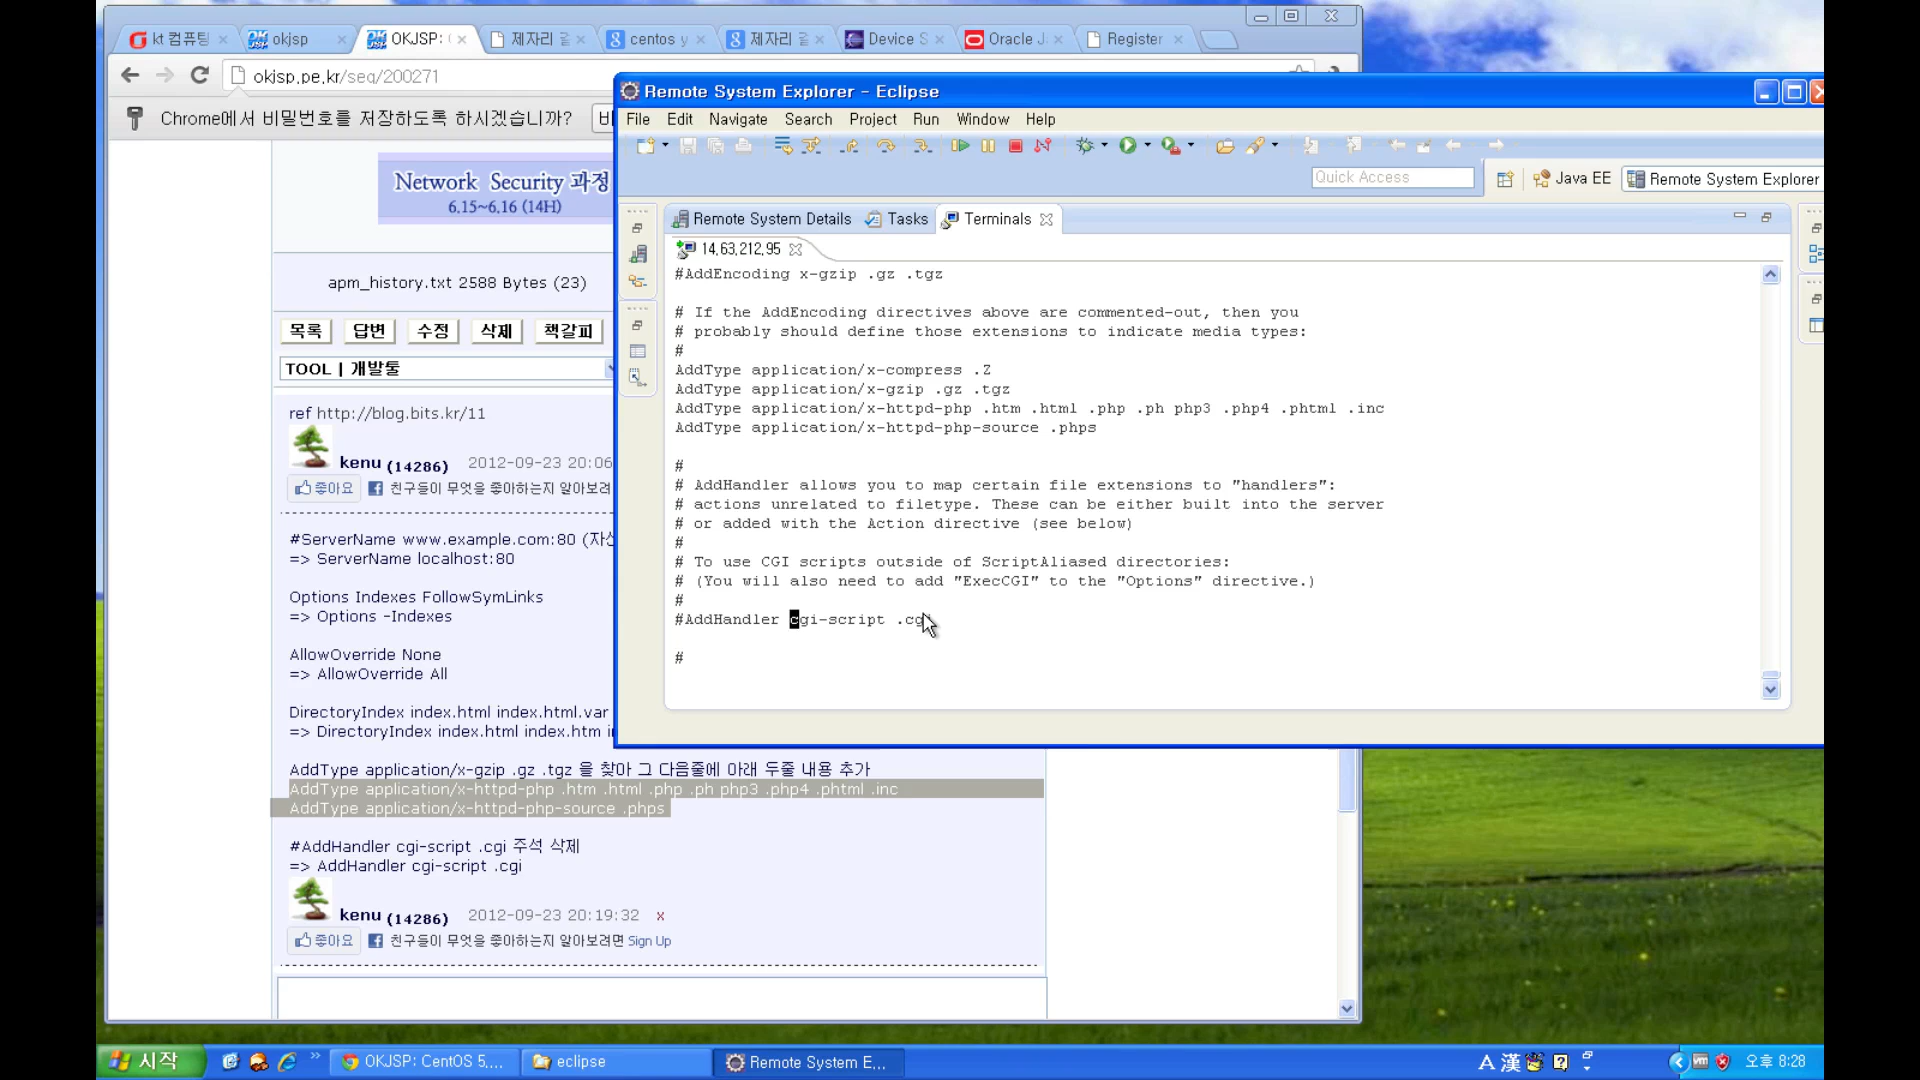 kt 컴퓨팅
okjsp
OKJSP: (
제자리 글
centos y
제자리 글
Device S
Oracle J
Register
okjsp.pe.kr/seq/200271
Chrome에서 비밀번호를 저장하도록 하시겠습니까?
Network Security 과정
6.15~6.16 (14H)
apm_history.txt 2588 Bytes (23)
목록 답변 수정 삭제 책갈피
TOOL | 개발툴
ref http://blog.bits.kr/11
kenu (14286) 2012-09-23 20:06
좋아요 친구들이 무엇을 좋아하는지 알아보려
#ServerName www.example.com:80 (자신
=> ServerName localhost:80
Options Indexes FollowSymLinks
=> Options -Indexes
AllowOverride None
=> AllowOverride All
DirectoryIndex index.html index.html.var
=> DirectoryIndex index.html index.htm i
AddType application/x-gzip .gz .tgz 을 찾아 그 다음줄에 아래 두줄 내용 추가
AddType application/x-httpd-php .htm .html .php .ph php3 .php4 .phtml .inc
AddType application/x-httpd-php-source .phps
#AddHandler cgi-script .cgi 주석 삭제
=> AddHandler cgi-script .cgi
kenu (14286) 2012-09-23 20:19:32 x
좋아요 친구들이 무엇을 좋아하는지 알아보려면 Sign Up
Remote System Explorer - Eclipse
File Edit Navigate Search Project Run Window Help
Quick Access
Java EE
Remote System Explorer
Remote System Details
Tasks
Terminals
14.63.212.95
#AddEncoding x-gzip .gz .tgz
# If the AddEncoding directives above are commented-out, then you
# probably should define those extensions to indicate media types:
#
AddType application/x-compress .Z
AddType application/x-gzip .gz .tgz
AddType application/x-httpd-php .htm .html .php .ph php3 .php4 .phtml .inc
AddType application/x-httpd-php-source .phps
#
# AddHandler allows you to map certain file extensions to "handlers":
# actions unrelated to filetype. These can be either built into the server
# or added with the Action directive (see below)
#
# To use CGI scripts outside of ScriptAliased directories:
# (You will also need to add "ExecCGI" to the "Options" directive.)
#
#AddHandler cgi-script .cg
#
시작
OKJSP: CentOS 5,...
eclipse
Remote System E...
A 漢
오후 8:28